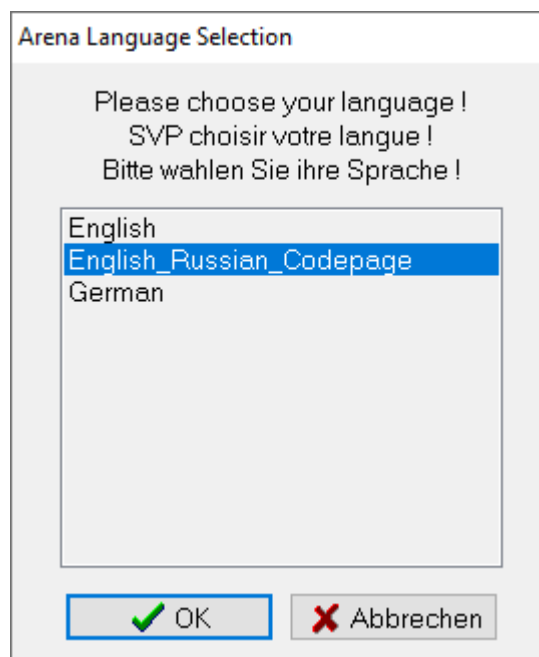 Arena Language Selection
Please choose your language !
SVP choisir votre langue !
Bitte wahlen Sie ihre Sprache !
English
English_Russian_Codepage
German
OK
Abbrechen